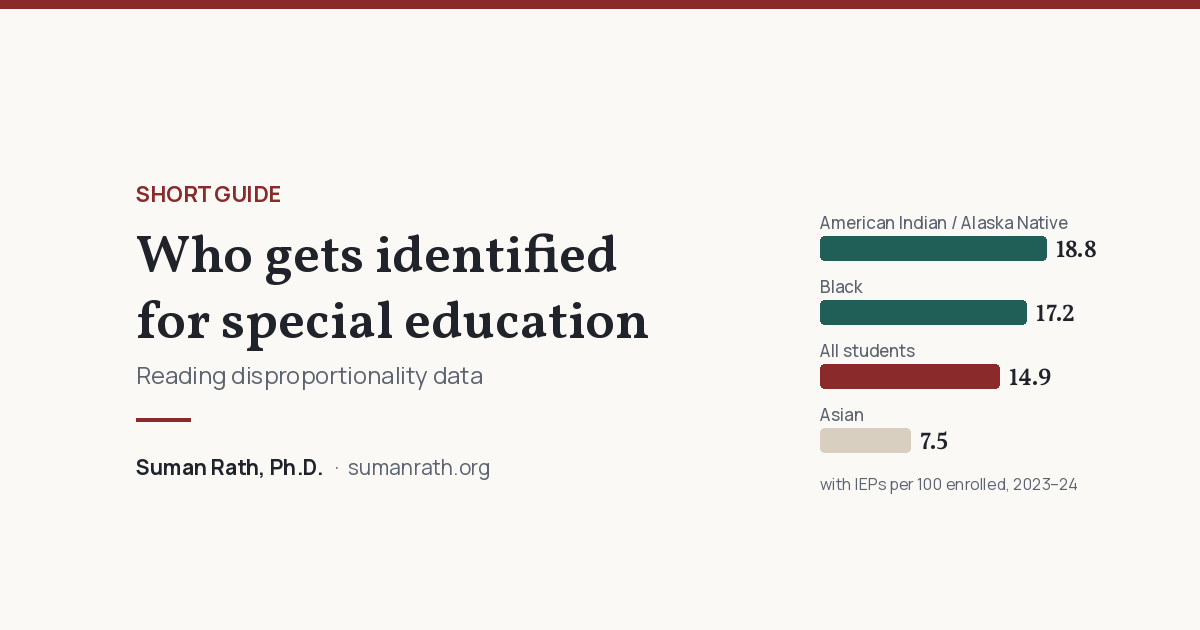 SHORT GUIDE
Who gets identified
for special education
Reading disproportionality data
Suman Rath, Ph.D. · sumanrath.org
American Indian / Alaska Native
18.8
Black
17.2
All students
14.9
Asian
7.5
with IEPs per 100 enrolled, 2023–24